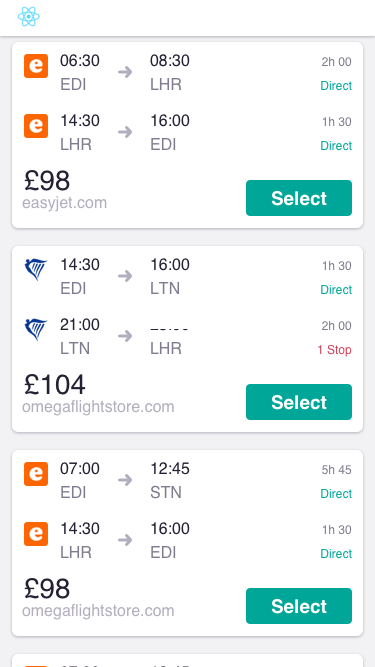 06:30 08:30 2h 00
EDI LHR Direct
14:30 16:00 1h 30
LHR EDI Direct
£98
easyjet.com
Select
14:30 16:00 1h 30
EDI LTN Direct
21:00 2h 00
LTN LHR 1 Stop
£104
omegaflightstore.com
Select
07:00 12:45 5h 45
EDI STN Direct
14:30 16:00 1h 30
LHR EDI Direct
£98
omegaflightstore.com
Select